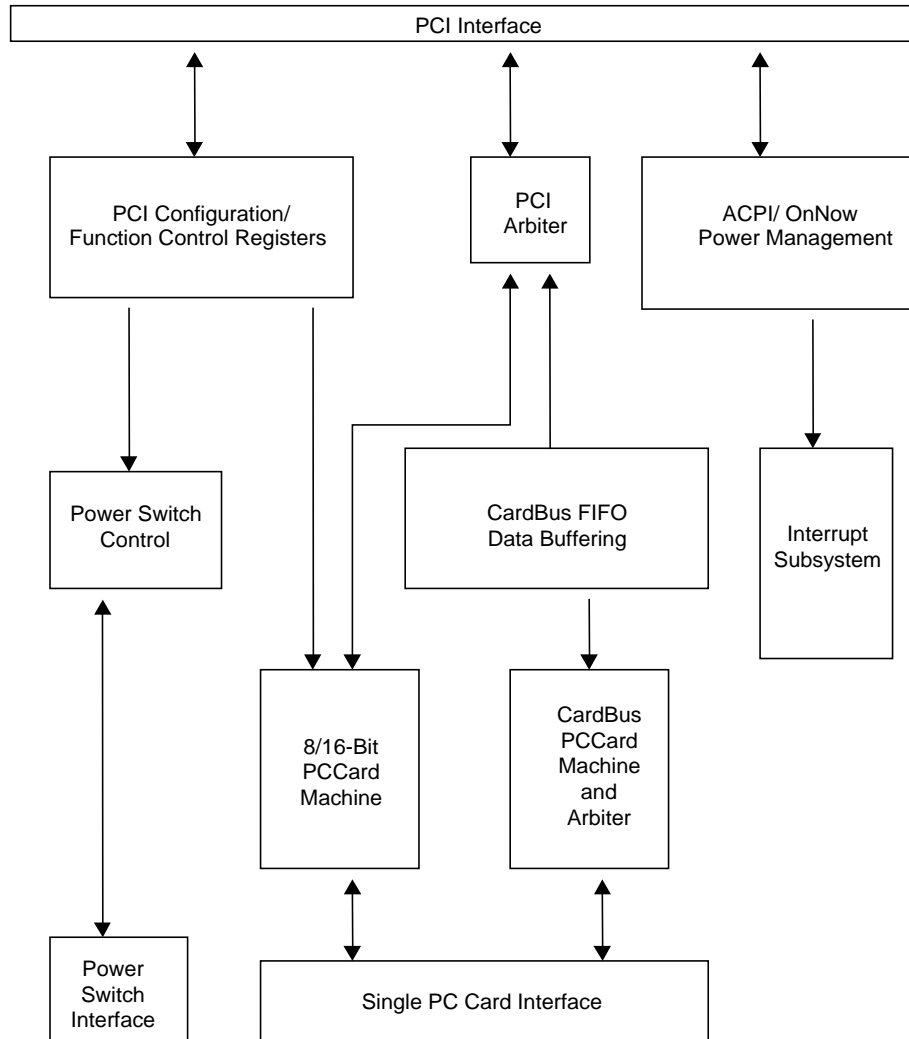 PCI Interface
PCI Configuration/
Function Control Registers
PCI
Arbiter
ACPI/ OnNow
Power Management
Power Switch
Control
CardBus FIFO
Data Buffering
Interrupt
Subsystem
8/16-Bit
PCCard
Machine
CardBus
PCCard
Machine
and
Arbiter
Power
Switch
Interface
Single PC Card Interface